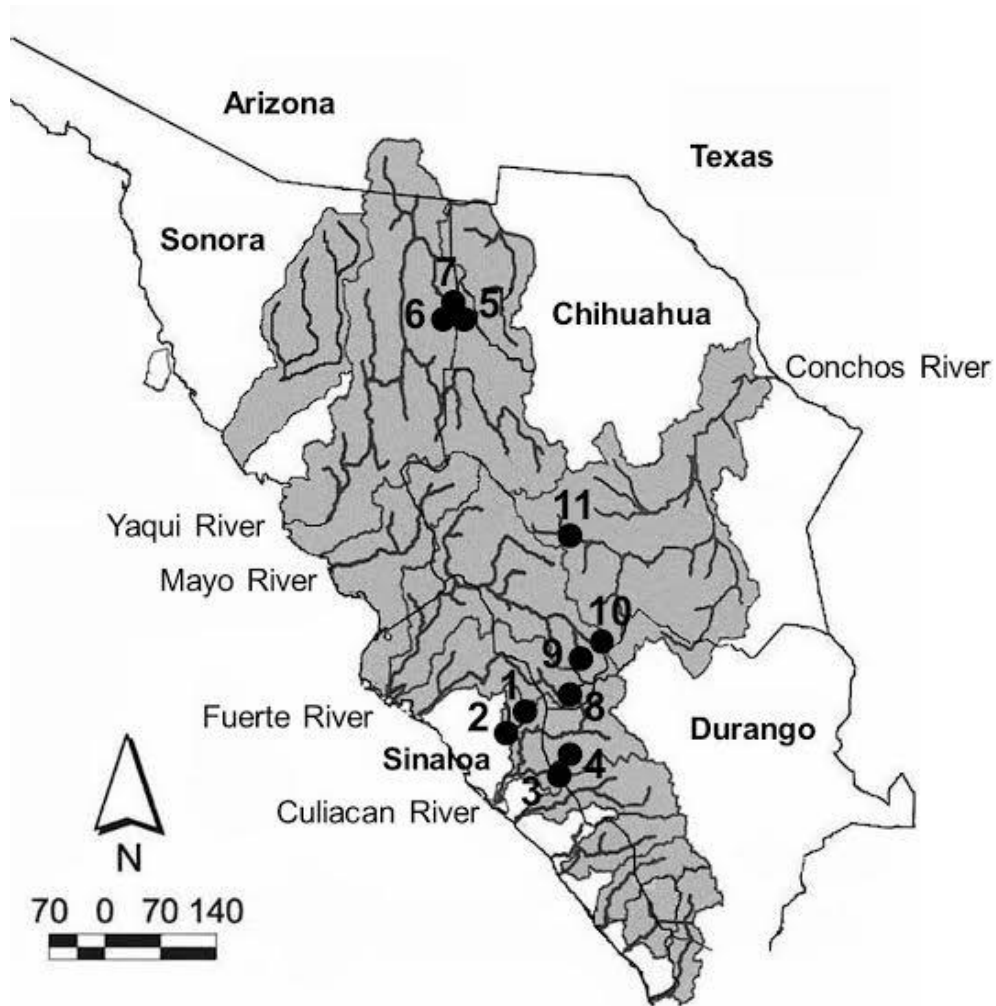 Arizona
Texas
Sonora
7
6
5
Chihuahua
Conchos River
11
Yaqui River
Mayo River
10
9
1
8
Fuerte River
2
Durango
Sinaloa
4
3
Culiacan River
N
70 0 70 140